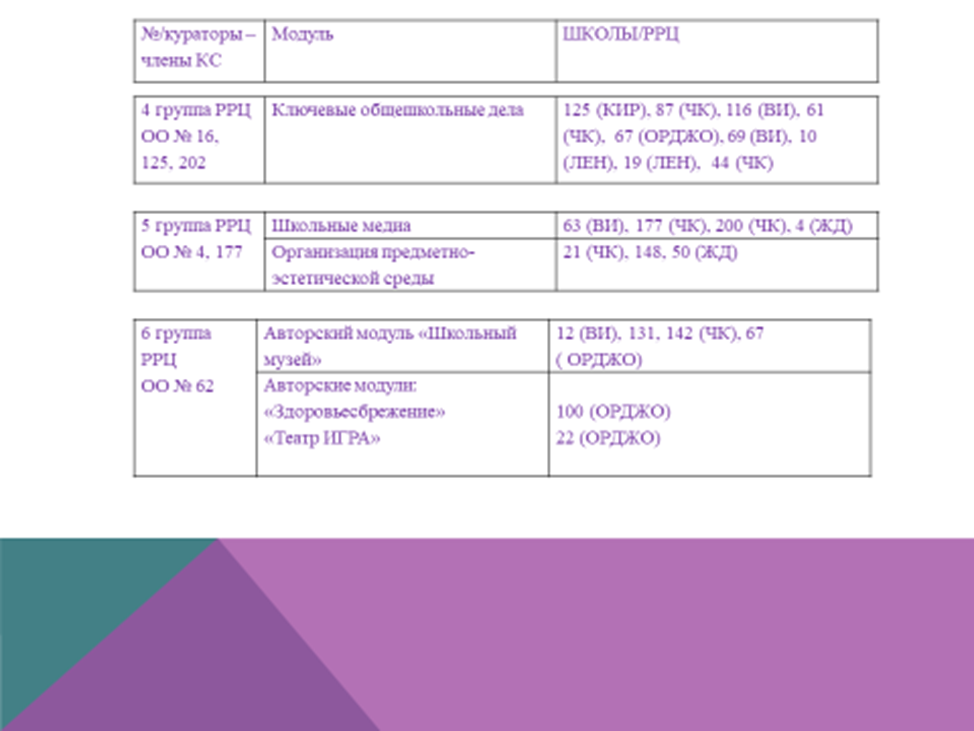 №/кураторы –
члены КС
Модуль
ШКОЛЫ/РРЦ
4 группа РРЦ
ОО № 16,
125, 202
Ключевые общешкольные дела
125 (КИР), 87 (ЧК), 116 (ВИ), 61
(ЧК), 67 (ОРДЖО), 69 (ВИ), 10
(ЛЕН), 19 (ЛЕН), 44 (ЧК)
5 группа РРЦ
ОО № 4, 177
Школьные медиа
63 (ВИ), 177 (ЧК), 200 (ЧК), 4 (ЖД)
Организация предметно-
эстетической среды
21 (ЧК), 148, 50 (ЖД)
6 группа
РРЦ
ОО № 62
Авторский модуль «Школьный
музей»
12 (ВИ), 131, 142 (ЧК), 67
( ОРДЖО)
Авторские модули:
«Здоровьесбрежение»
«Театр ИГРА»
100 (ОРДЖО)
22 (ОРДЖО)